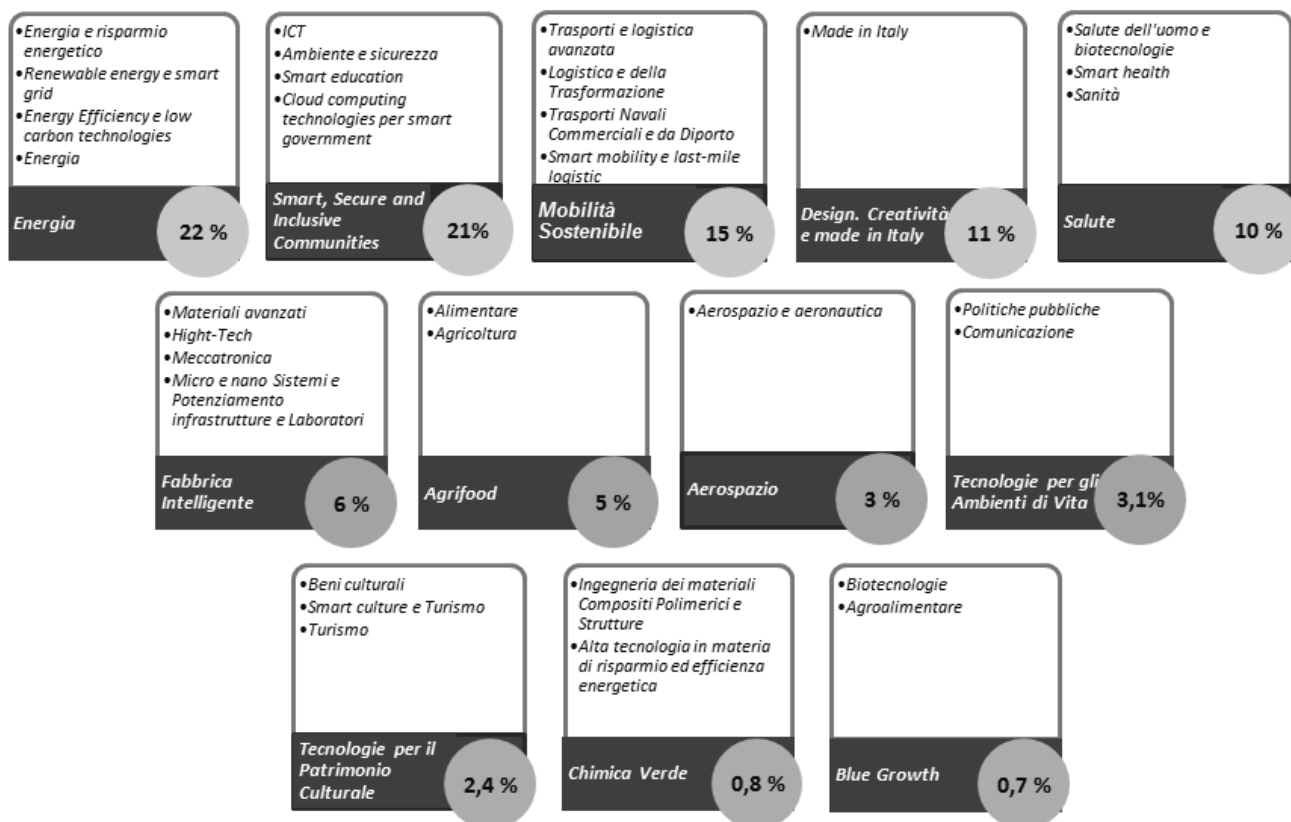 •Energia e risparmio
energetico
•Renewable energy e smart
grid
•Energy Efficiency e low
carbon technologies
•Energia
Energia
22 %
•ICT
•Ambiente e sicurezza
•Smart education
•Cloud computing
technologies per smart
government
Smart, Secure and
Inclusive
Communities
21%
•Trasporti e logistica
avanzata
•Logistica e della
Trasformazione
•Trasporti Navali
Commerciali e da Diporto
•Smart mobility e last-mile
logistic
Mobilità
Sostenibile
15 %
•Made in Italy
Design. Creatività
e made in Italy
11 %
•Salute dell'uomo e
biotecnologie
•Smart health
•Sanità
Salute
10 %
•Materiali avanzati
•Hight-Tech
•Meccatronica
•Micro e nano Sistemi e
Potenziamento
infrastrutture e Laboratori
Fabbrica
Intelligente
6 %
•Alimentare
•Agricoltura
Agrifood
5 %
•Aerospazio e aeronautica
Aerospazio
3 %
•Politiche pubbliche
•Comunicazione
Tecnologie per gli
Ambienti di Vita
3,1%
•Beni culturali
•Smart culture e Turismo
•Turismo
Tecnologie per il
Patrimonio
Culturale
2,4 %
•Ingegneria dei materiali
Compositi Polimerici e
Strutture
•Alta tecnologia in materia
di risparmio ed efficienza
energetica
Chimica Verde
0,8 %
•Biotecnologie
•Agroalimentare
Blue Growth
0,7 %